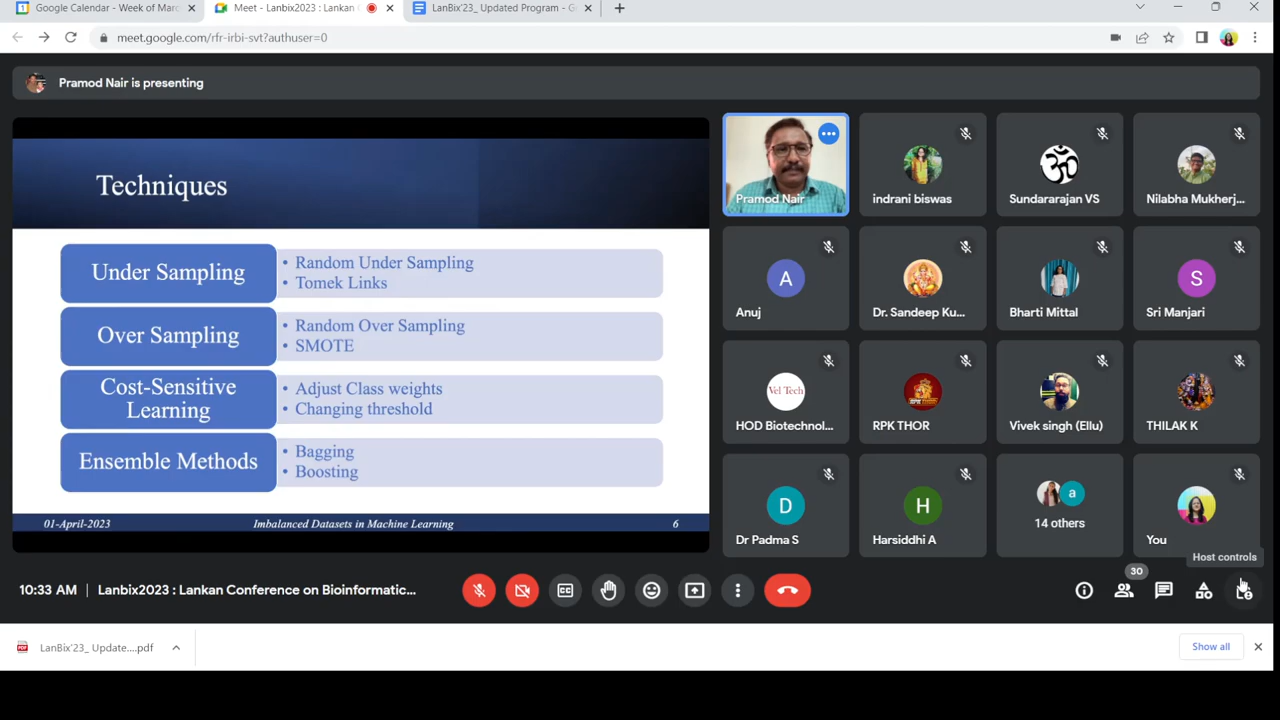 Google Calendar - Week of Marc
Meet - Lanbix2023 : Lankan C
LanBix'23_ Updated Program - G
meet.google.com/rfr-irbi-svt?authuser=0
Pramod Nair is presenting
Techniques
Under Sampling
• Random Under Sampling
• Tomek Links
Over Sampling
• Random Over Sampling
• SMOTE
Cost-Sensitive
Learning
• Adjust Class weights
• Changing threshold
Ensemble Methods
• Bagging
• Boosting
01-April-2023 Imbalanced Datasets in Machine Learning 6
Pramod Nair
indrani biswas
Sundararajan VS
Nilabha Mukherj...
A
Anuj
Dr. Sandeep Ku...
Bharti Mittal
S
Sri Manjari
Vel Tech
HOD Biotechnol...
RPK THOR
Vivek singh (Ellu)
THILAK K
D
Dr Padma S
H
Harsiddhi A
a
14 others
You
Host controls
30
10:33 AM | Lanbix2023 : Lankan Conference on Bioinformatic...
LanBix'23_ Update....pdf
Show all